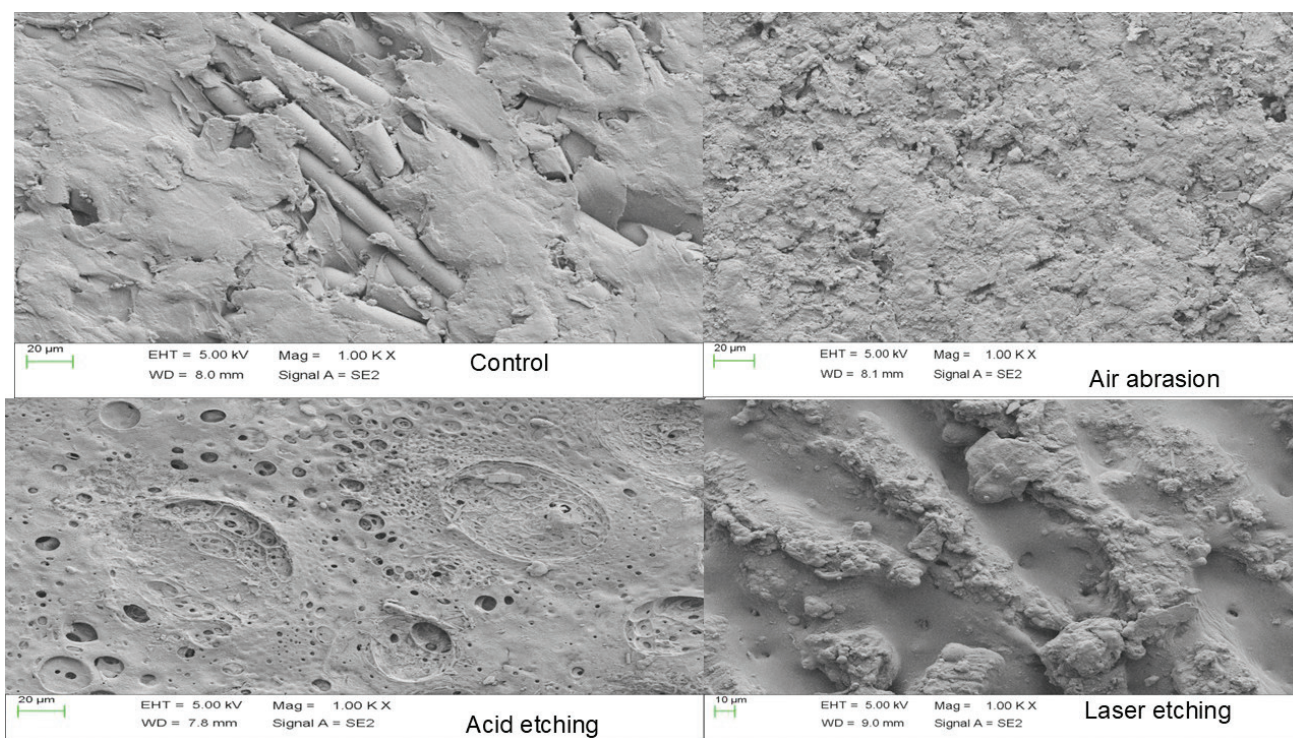 20 µm
EHT = 5.00 kV Mag = 1.00 K X
WD = 8.0 mm Signal A = SE2
Control
20 µm
EHT = 5.00 kV Mag = 1.00 K X
WD = 8.1 mm Signal A = SE2
Air abrasion
20 µm
EHT = 5.00 kV Mag = 1.00 K X
WD = 7.8 mm Signal A = SE2
Acid etching
10 µm
EHT = 5.00 kV Mag = 1.00 K X
WD = 9.0 mm Signal A = SE2
Laser etching